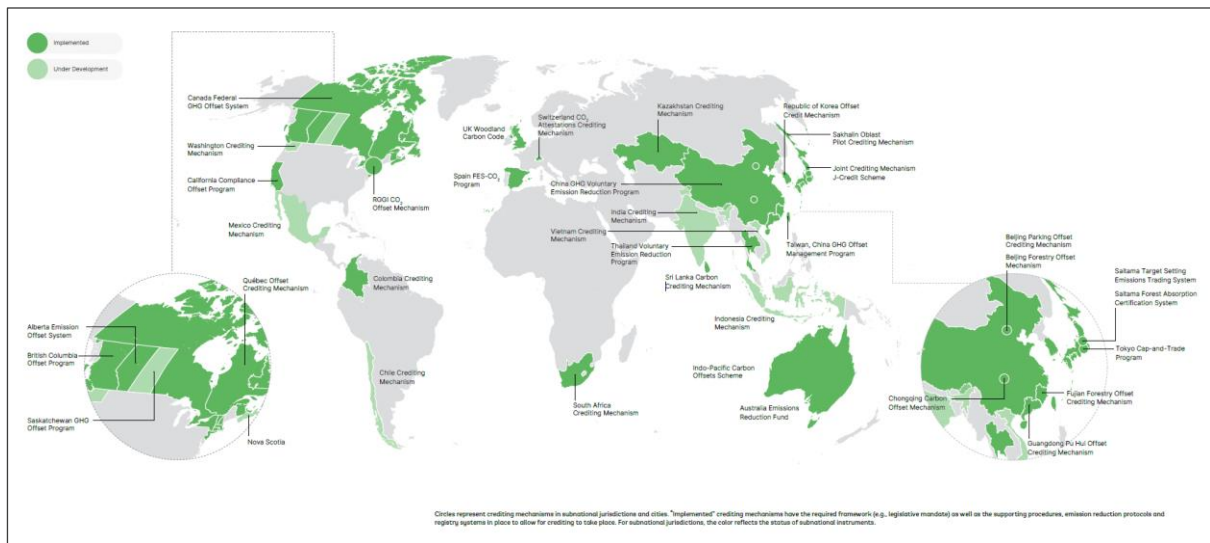 Implemented
Under Development
Canada Federal
GHG Offset System
Washington Crediting
Mechanism
California Compliance
Offset Program
Mexico Crediting
Mechanism
RGGI CO2
Offset Mechanism
UK Woodland
Carbon Code
Spain FES-CO2
Program
Switzerland CO2
Attestations Crediting
Mechanism
Kazakhstan Crediting
Mechanism
Republic of Korea Offset
Credit Mechanism
Sakhalin Oblast
Pilot Crediting Mechanism
Joint Crediting Mechanism
J-Credit Scheme
China GHG Voluntary
Emission Reduction Program
India Crediting
Mechanism
Vietnam Crediting
Mechanism
Thailand Voluntary
Emission Reduction
Program
Taiwan, China GHG Offset
Management Program
Sri Lanka Carbon
Crediting Mechanism
Colombia Crediting
Mechanism
Indonesia Crediting
Mechanism
Chile Crediting
Mechanism
South Africa
Crediting Mechanism
Indo-Pacific Carbon
Offsets Scheme
Australia Emissions
Reduction Fund
Québec Offset
Crediting Mechanism
Alberta Emission
Offset System
British Columbia
Offset Program
Saskatchewan GHG
Offset Program
Nova Scotia
Beijing Parking Offset
Crediting Mechanism
Beijing Forestry Offset
Mechanism
Saitama Target Setting
Emissions Trading System
Saitama Forest Absorption
Certification System
Tokyo Cap-and-Trade
Program
Chongqing Carbon
Offset Mechanism
Fujian Forestry Offset
Crediting Mechanism
Guangdong Pu Hui Offset
Crediting Mechanism
Circles represent crediting mechanisms in subnational jurisdictions and cities. "Implemented" crediting mechanisms have the required framework (e.g., legislative mandate) as well as the supporting procedures, emission reduction protocols and
registry systems in place to allow for crediting to take place. For subnational jurisdictions, the color reflects the status of subnational instruments.